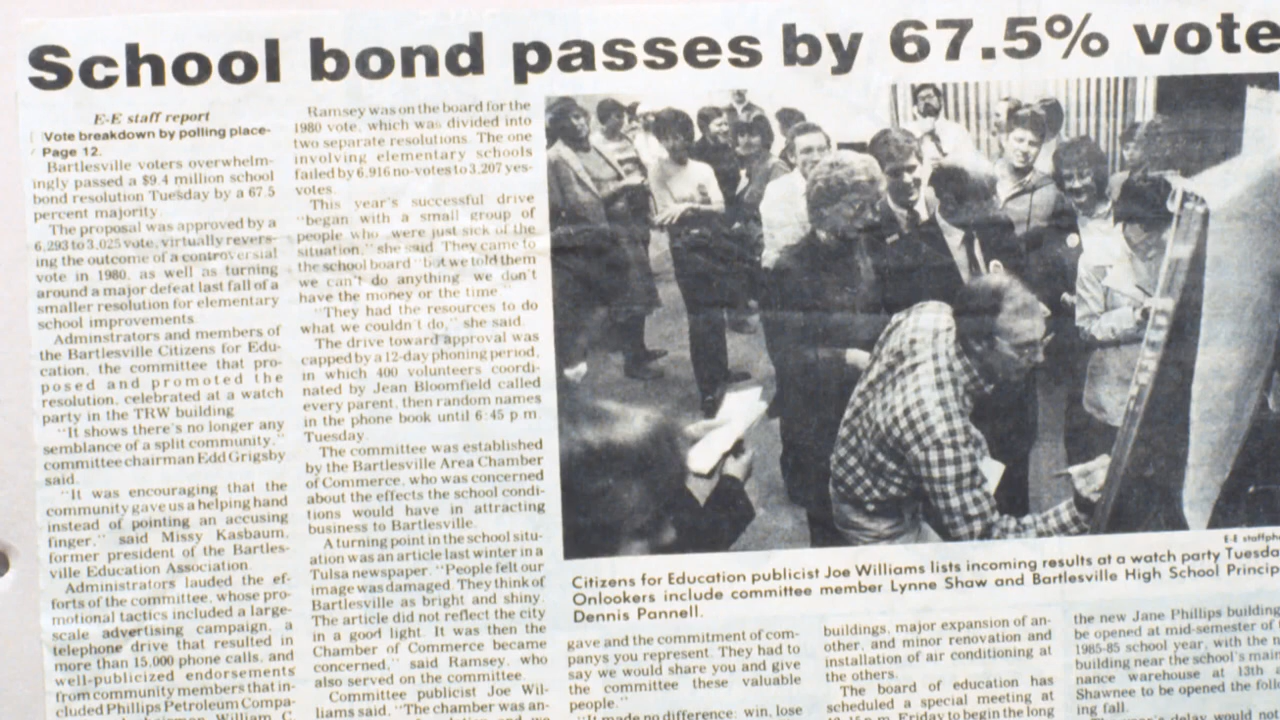 School bond passes by 67.5% vote
E-E staff report
Vote breakdown by polling place-
Page 12.
Bartlesville voters overwhelm-
ingly passed a $9.4 million school
bond resolution Tuesday by a 67.5
percent majority.
The proposal was approved by a
6,293 to 3,025 vote, virtually revers-
ing the outcome of a controversial
vote in 1980, as well as turning
around a major defeat last fall of a
smaller resolution for elementary
school improvements.
Adminstrators and members of
the Bartlesville Citizens for Edu-
cation, the committee that pro-
posed and promoted the
resolution, celebrated at a watch
party in the TRW building.
"It shows there's no longer any
semblance of a split community,"
committee chairman Edd Grigsby
said.
"It was encouraging that the
community gave us a helping hand
instead of pointing an accusing
finger," said Missy Kasbaum,
former president of the Bartles-
ville Education Association.
Administrators lauded the ef-
forts of the committee, whose pro-
motional tactics included a large-
scale advertising campaign, a
telephone drive that resulted in
more than 15,000 phone calls, and
well-publicized endorsements
from community members that in-
cluded Phillips Petroleum Compa-
William C.
Ramsey was on the board for the
1980 vote, which was divided into
two separate resolutions. The one
involving elementary schools
failed by 6,916 no-votes to 3,207 yes-
votes.
This year's successful drive
"began with a small group of
people who were just sick of the
situation," she said. They came to
the school board "but we told them
we can't do anything we don't
have the money or the time."
"They had the resources to do
what we couldn't do," she said.
The drive toward approval was
capped by a 12-day phoning period,
in which 400 volunteers coordi-
nated by Jean Bloomfield called
every parent, then random names
in the phone book until 6:45 p.m.
Tuesday.
The committee was established
by the Bartlesville Area Chamber
of Commerce, who was concerned
about the effects the school condi-
tions would have in attracting
business to Bartlesville.
A turning point in the school situ-
ation was an article last winter in a
Tulsa newspaper. "People felt our
image was damaged. They think of
Bartlesville as bright and shiny.
The article did not reflect the city
in a good light. It was then the
Chamber of Commerce became
concerned," said Ramsey, who
also served on the committee.
Committee publicist Joe Wil-
liams said. "The chamber was an-
E-E staffpho
Citizens for Education publicist Joe Williams lists incoming results at a watch party Tuesda
Onlookers include committee member Lynne Shaw and Bartlesville High School Princip
Dennis Pannell.
gave and the commitment of com-
panys you represent. They had to
say we would share you and give
the committee these valuable
people."
"It made no difference: win, lose
buildings, major expansion of an-
other, and minor renovation and
installation of air conditioning at
the others.
The board of education has
scheduled a special meeting at
p.m. Friday to begin the long
the new Jane Phillips building
be opened at mid-semester of
1985-85 school year, with the
building near the school's main
nance warehouse at 13th
Shawnee to be opened the foll
ing fall.
delay would not